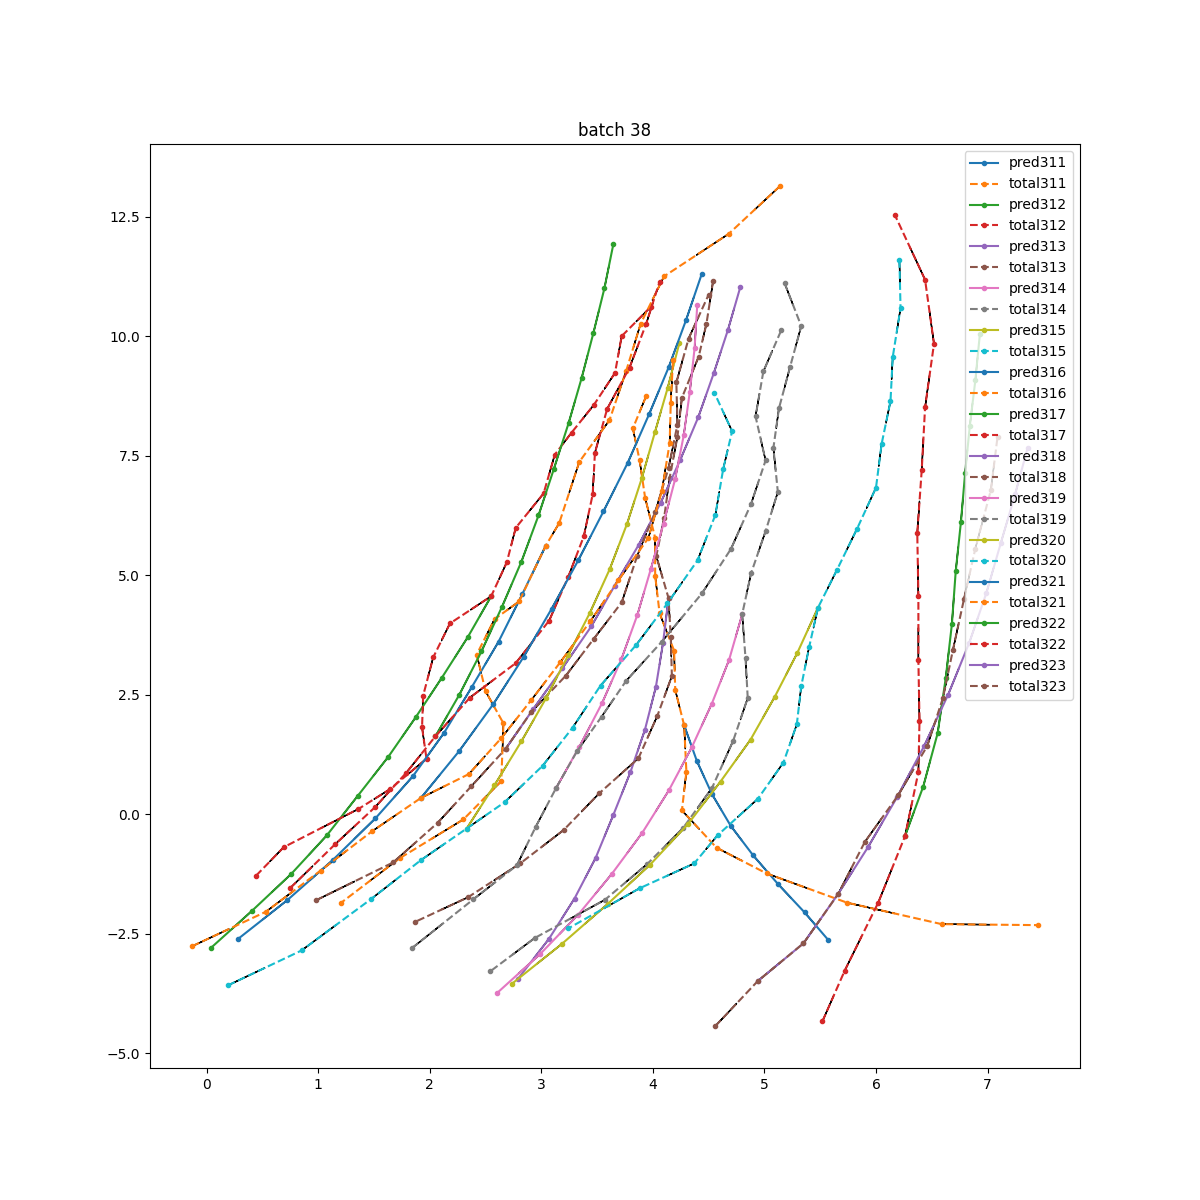 batch 38
12.5
10.0
7.5
5.0
2.5
0.0
−2.5
−5.0
0 1 2 3 4 5 6 7
pred311
total311
pred312
total312
pred313
total313
pred314
total314
pred315
total315
pred316
total316
pred317
total317
pred318
total318
pred319
total319
pred320
total320
pred321
total321
pred322
total322
pred323
total323